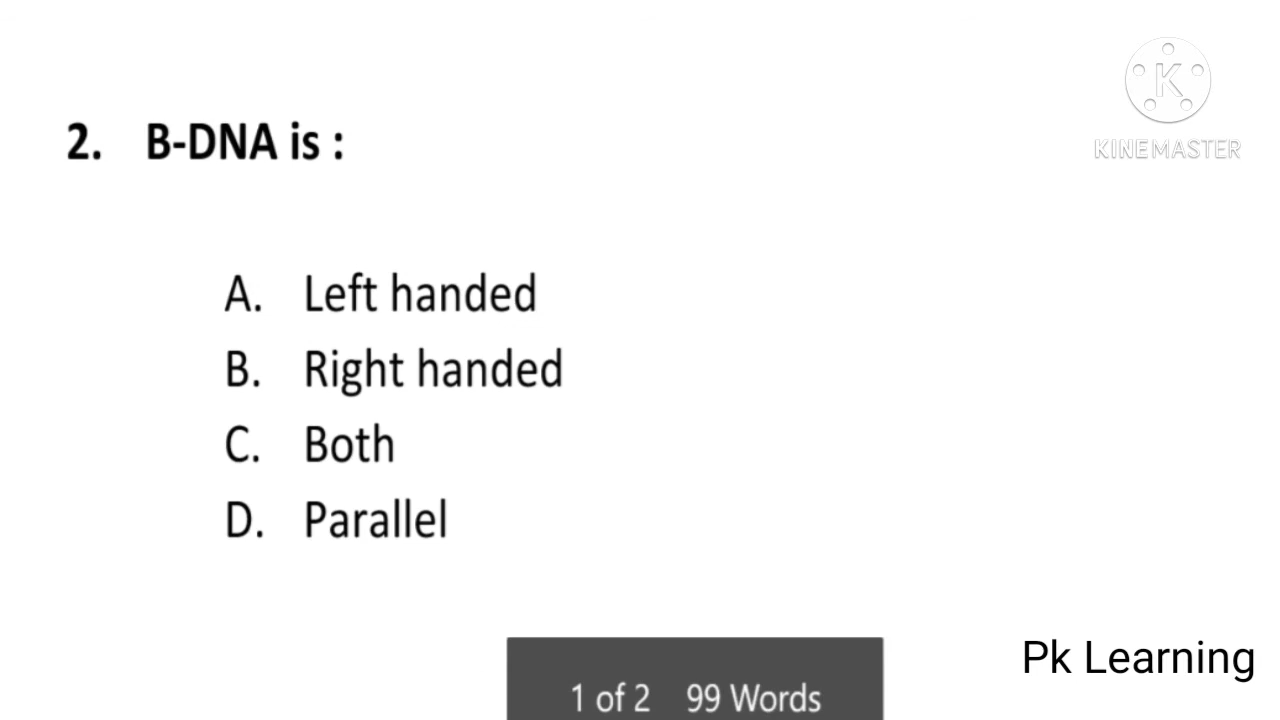 KINEMASTER
2. B-DNA is :
A. Left handed
B. Right handed
C. Both
D. Parallel
Pk Learning
1 of 2 99 Words